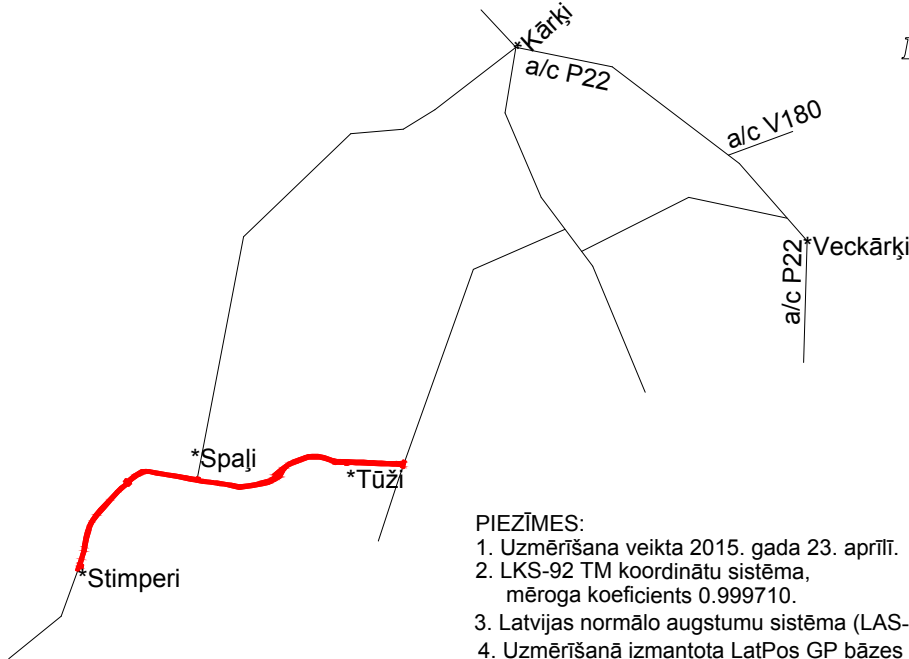 *Kārķi
a/c P22
a/c V180
*Veckārķi
a/c P22
*Spaļi
*Tūži
*Stimperi
PIEZĪMES:
1. Uzmērīšana veikta 2015. gada 23. aprīlī.
2. LKS-92 TM koordinātu sistēma,
mēroga koeficients 0.999710.
3. Latvijas normālo augstumu sistēma (LAS-
4. Uzmērīšanā izmantota LatPos GP bāzes